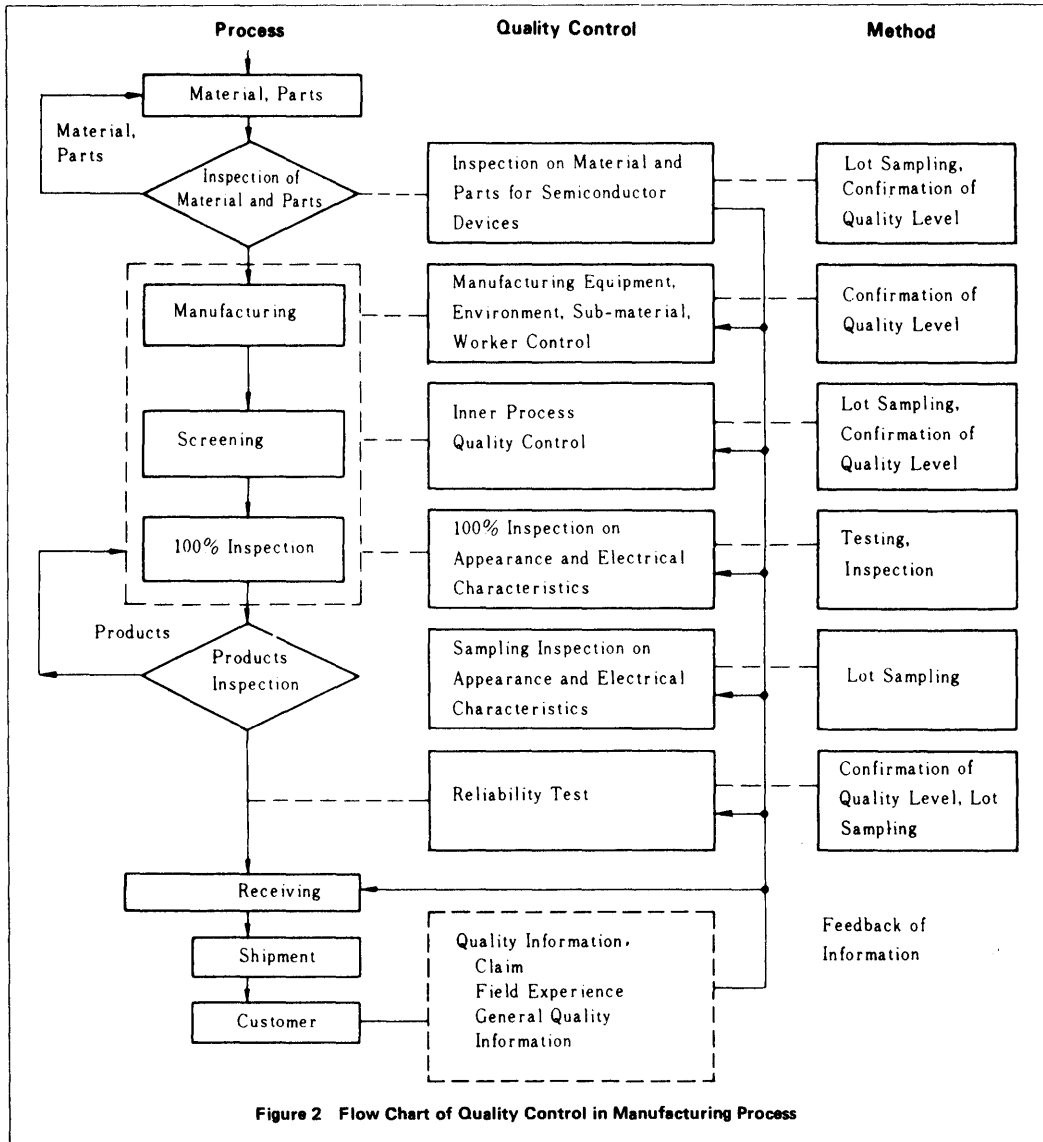 Process
Quality Control
Method
Material, Parts
Material,
Parts
Inspection of
Material and Parts
Inspection on Material and
Parts for Semiconductor
Devices
Lot Sampling,
Confirmation of
Quality Level
Manufacturing
Manufacturing Equipment,
Environment, Sub-material,
Worker Control
Confirmation of
Quality Level
Screening
Inner Process
Quality Control
Lot Sampling,
Confirmation of
Quality Level
100% Inspection
100% Inspection on
Appearance and Electrical
Characteristics
Testing,
Inspection
Products
Products
Inspection
Sampling Inspection on
Appearance and Electrical
Characteristics
Lot Sampling
Reliability Test
Confirmation of
Quality Level, Lot
Sampling
Receiving
Shipment
Customer
Quality Information,
Claim
Field Experience
General Quality
Information
Feedback of
Information
Figure 2 Flow Chart of Quality Control in Manufacturing Process